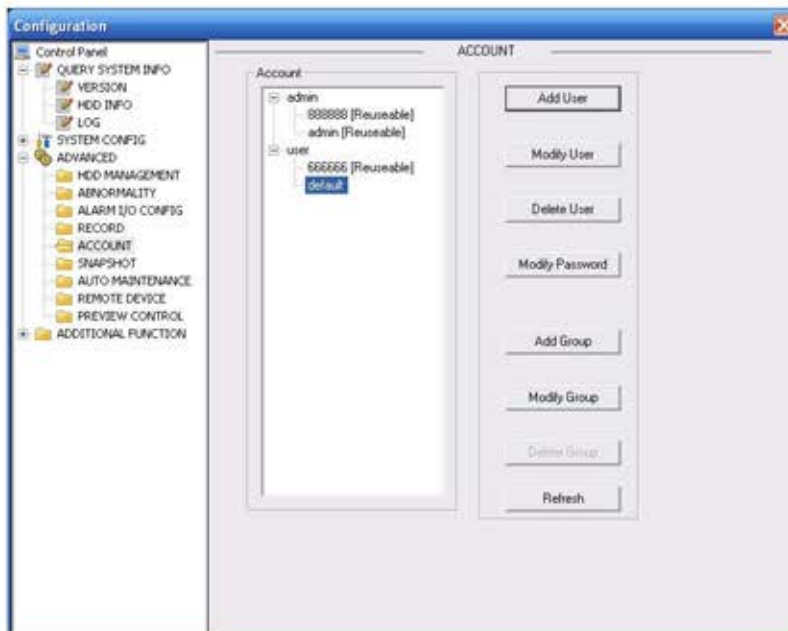 Configuration
Control Panel
QUERY SYSTEM INFO
VERSION
HDD INFO
LOG
SYSTEM CONFIG
ADVANCED
HDD MANAGEMENT
ABNORMALITY
ALARM I/O CONFIG
RECORD
ACCOUNT
SNAPSHOT
AUTO MAINTENANCE
REMOTE DEVICE
PREVIEW CONTROL
ADDITIONAL FUNCTION
ACCOUNT
Account
admin
888888 [Reuseable]
admin [Reuseable]
user
666666 [Reuseable]
default
Add User
Modify User
Delete User
Modify Password
Add Group
Modify Group
Delete Group
Refresh